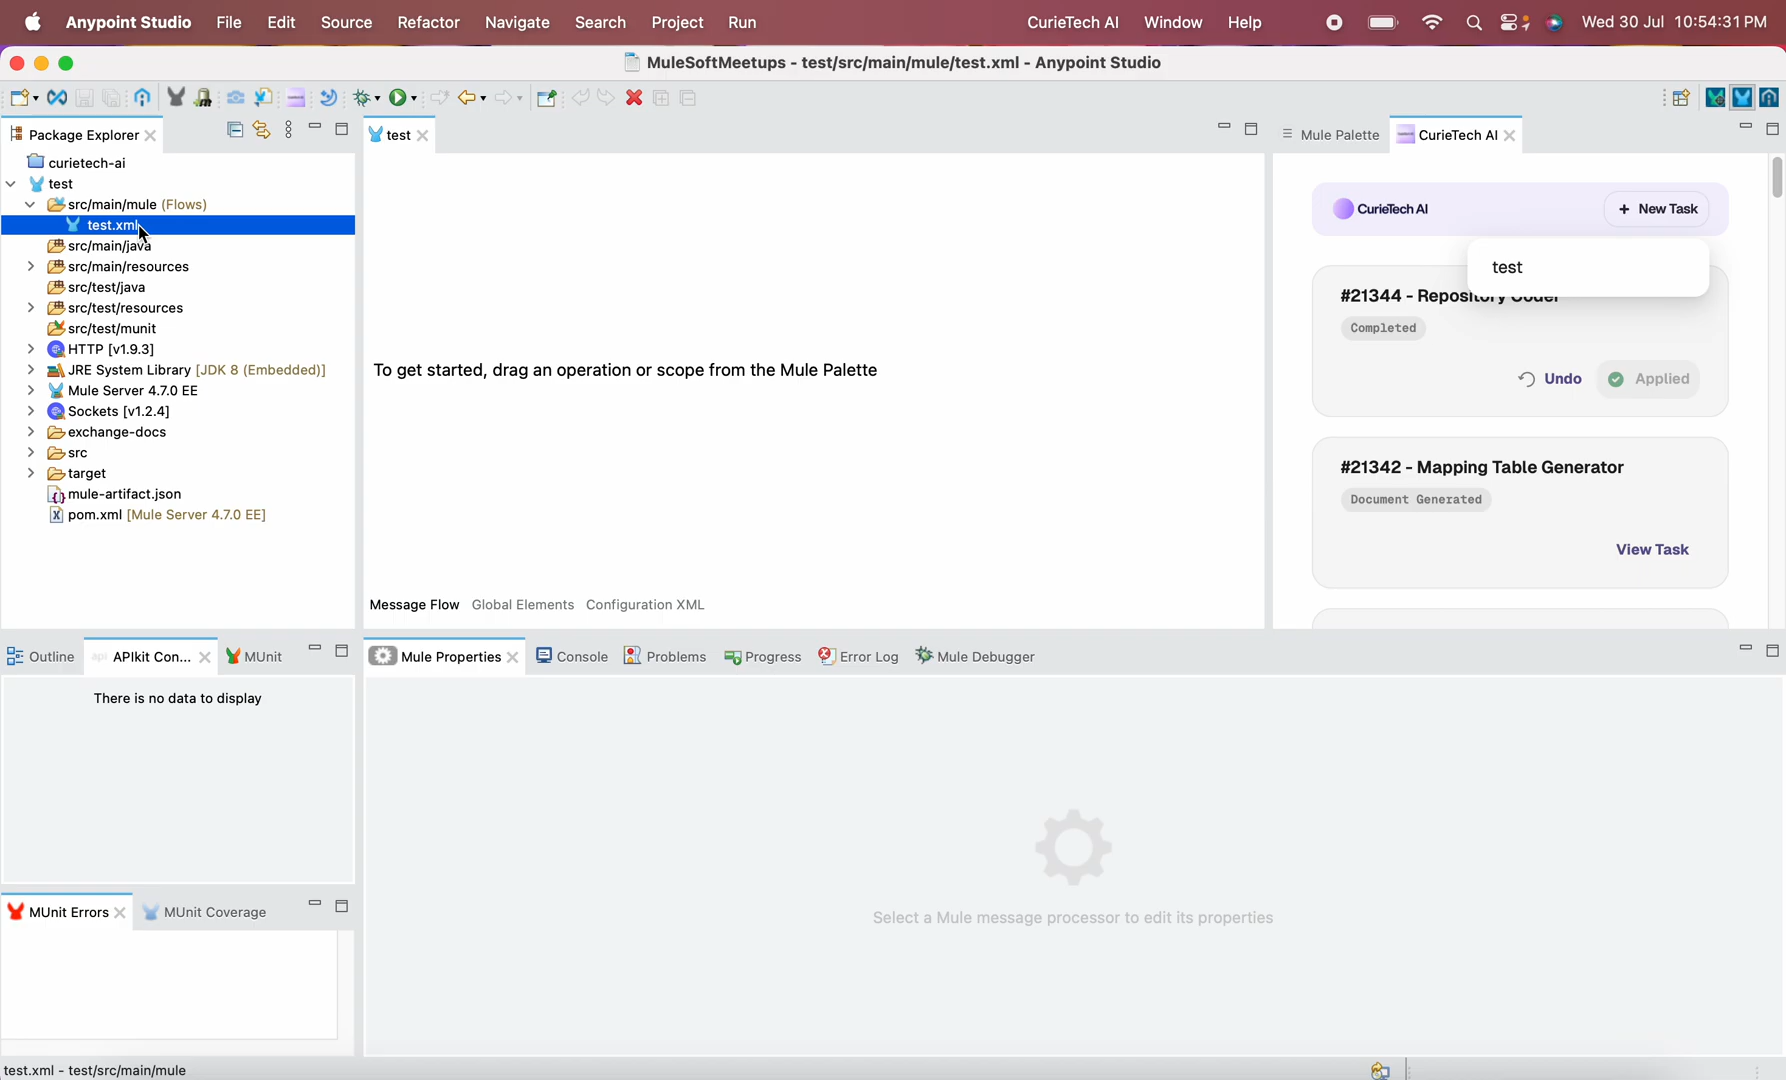 Anypoint Studio File Edit Source Refactor Navigate Search Project Run CurieTech AI Window Help Wed 30 Jul 10:54:31 PM
MuleSoftMeetups - test/src/main/mule/test.xml - Anypoint Studio
Package Explorer
curietech-ai
test
src/main/mule (Flows)
test.xml
src/main/java
src/main/resources
src/test/java
src/test/resources
src/test/munit
HTTP [v1.9.3]
JRE System Library [JDK 8 (Embedded)]
Mule Server 4.7.0 EE
Sockets [v1.2.4]
exchange-docs
src
target
mule-artifact.json
pom.xml [Mule Server 4.7.0 EE]
test
To get started, drag an operation or scope from the Mule Palette
Message Flow Global Elements Configuration XML
Mule Palette CurieTech AI
CurieTech AI + New Task
test
#21344 - Repository Coder
Completed
Undo Applied
#21342 - Mapping Table Generator
Document Generated
View Task
Outline API APIkit Con... MUnit
There is no data to display
MUnit Errors MUnit Coverage
Mule Properties Console Problems Progress Error Log Mule Debugger
Select a Mule message processor to edit its properties
test.xml - test/src/main/mule